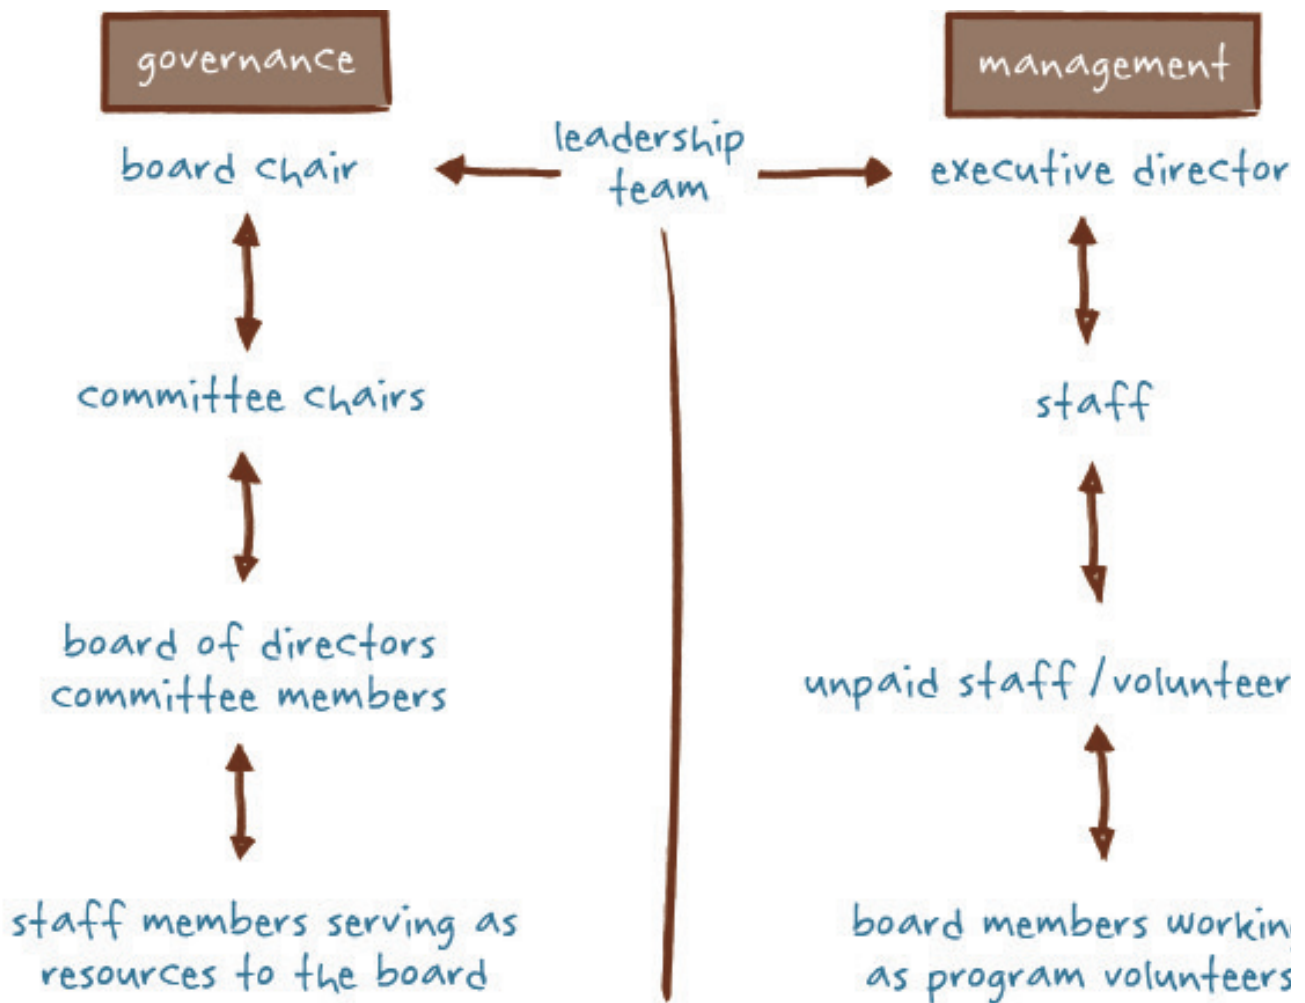 governance
management
leadership
team
board chair
executive director
committee chairs
staff
board of directors
committee members
unpaid staff / volunteer
staff members serving as
resources to the board
board members working
as program volunteers